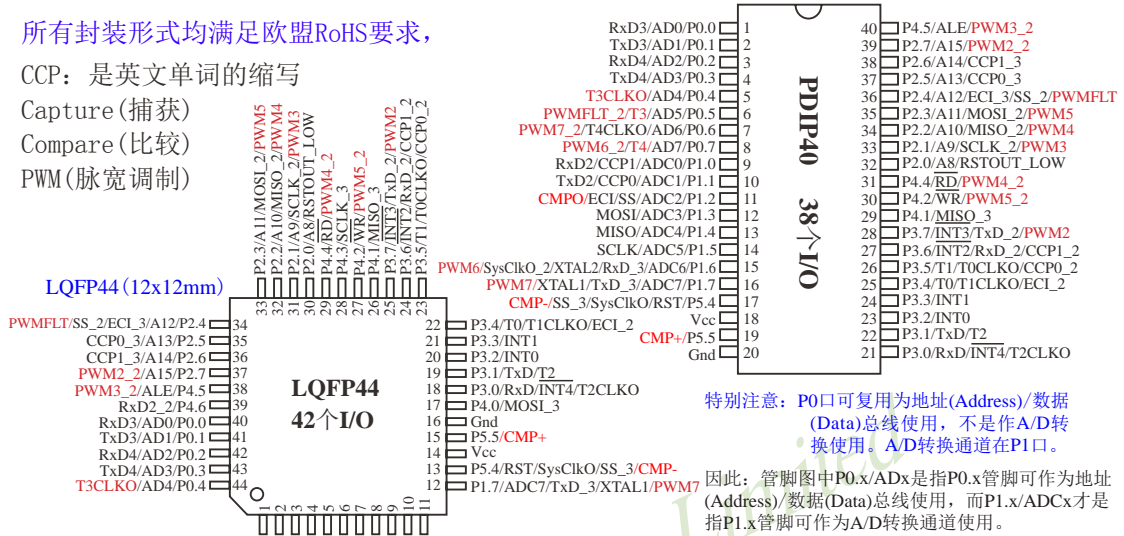 所有封装形式均满足欧盟RoHS要求，
CCP：是英文单词的缩写
Capture(捕获)
Compare(比较)
PWM(脉宽调制)
LQFP44(12x12mm)
P2.3/A11/MOSI_2/PWM5
P2.2/A10/MISO_2/PWM4
P2.1/A9/SCLK_2/PWM3
P2.0/A8/RSTOUT_LOW
P4.4/RD/PWM4_2
P4.3/SCLK_3
P4.2/WR/PWM5_2
P4.1/MISO_3
P3.7/INT3/TxD_2/PWM2
P3.6/INT2/RxD_2/CCP1_2
P3.5/T1/T0CLKO/CCP0_2
33
32
31
30
29
28
27
26
25
24
23
PWMFLT/SS_2/ECI_3/A12/P2.4 34
CCP0_3/A13/P2.5 35
CCP1_3/A14/P2.6 36
PWM2_2/A15/P2.7 37
PWM3_2/ALE/P4.5 38
RxD2_2/P4.6 39
RxD3/AD0/P0.0 40
TxD3/AD1/P0.1 41
RxD4/AD2/P0.2 42
TxD4/AD3/P0.3 43
T3CLKO/AD4/P0.4 44
LQFP44
42个I/O
22 P3.4/T0/T1CLKO/ECI_2
21 P3.3/INT1
20 P3.2/INT0
19 P3.1/TxD/T2
18 P3.0/RxD/INT4/T2CLKO
17 P4.0/MOSI_3
16 Gnd
15 P5.5/CMP+
14 Vcc
13 P5.4/RST/SysClkO/SS_3/CMP-
12 P1.7/ADC7/TxD_3/XTAL1/PWM7
1
2
3
4
5
6
7
8
9
10
11
RxD3/AD0/P0.0 1
TxD3/AD1/P0.1 2
RxD4/AD2/P0.2 3
TxD4/AD3/P0.3 4
T3CLKO/AD4/P0.4 5
PWMFLT_2/T3/AD5/P0.5 6
PWM7_2/T4CLKO/AD6/P0.6 7
PWM6_2/T4/AD7/P0.7 8
RxD2/CCP1/ADC0/P1.0 9
TxD2/CCP0/ADC1/P1.1 10
CMPO/ECI/SS/ADC2/P1.2 11
MOSI/ADC3/P1.3 12
MISO/ADC4/P1.4 13
SCLK/ADC5/P1.5 14
PWM6/SysClkO_2/XTAL2/RxD_3/ADC6/P1.6 15
PWM7/XTAL1/TxD_3/ADC7/P1.7 16
CMP-/SS_3/SysClkO/RST/P5.4 17
Vcc 18
CMP+/P5.5 19
Gnd 20
PDIP40 38个I/O
40 P4.5/ALE/PWM3_2
39 P2.7/A15/PWM2_2
38 P2.6/A14/CCP1_3
37 P2.5/A13/CCP0_3
36 P2.4/A12/ECI_3/SS_2/PWMFLT
35 P2.3/A11/MOSI_2/PWM5
34 P2.2/A10/MISO_2/PWM4
33 P2.1/A9/SCLK_2/PWM3
32 P2.0/A8/RSTOUT_LOW
31 P4.4/RD/PWM4_2
30 P4.2/WR/PWM5_2
29 P4.1/MISO_3
28 P3.7/INT3/TxD_2/PWM2
27 P3.6/INT2/RxD_2/CCP1_2
26 P3.5/T1/T0CLKO/CCP0_2
25 P3.4/T0/T1CLKO/ECI_2
24 P3.3/INT1
23 P3.2/INT0
22 P3.1/TxD/T2
21 P3.0/RxD/INT4/T2CLKO
特别注意：P0口可复用为地址(Address)/数据
(Data)总线使用，不是作A/D转
换使用。A/D转换通道在P1口。
因此：管脚图中P0.x/ADx是指P0.x管脚可作为地址
(Address)/数据(Data)总线使用，而P1.x/ADCx才是
指P1.x管脚可作为A/D转换通道使用。
Limited